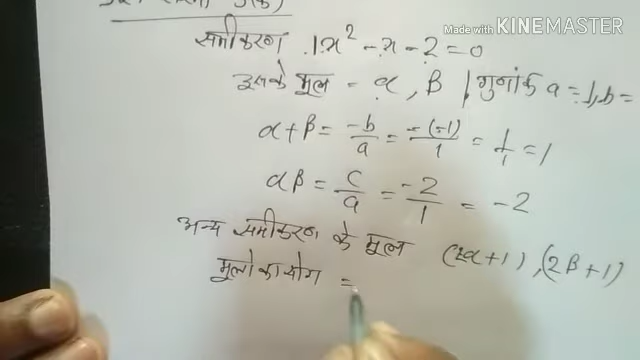 Made with KINEMASTER
समीकरण 1x² - x - 2 = 0
इसके मूल = α, β | गुणांक a = 1, b =
α + β = -b/a = -(-1)/1 = 1/1 = 1
αβ = c/a = -2/1 = -2
अन्य समीकरण के मूल (2α+1), (2β+1)
मूलों का योग =